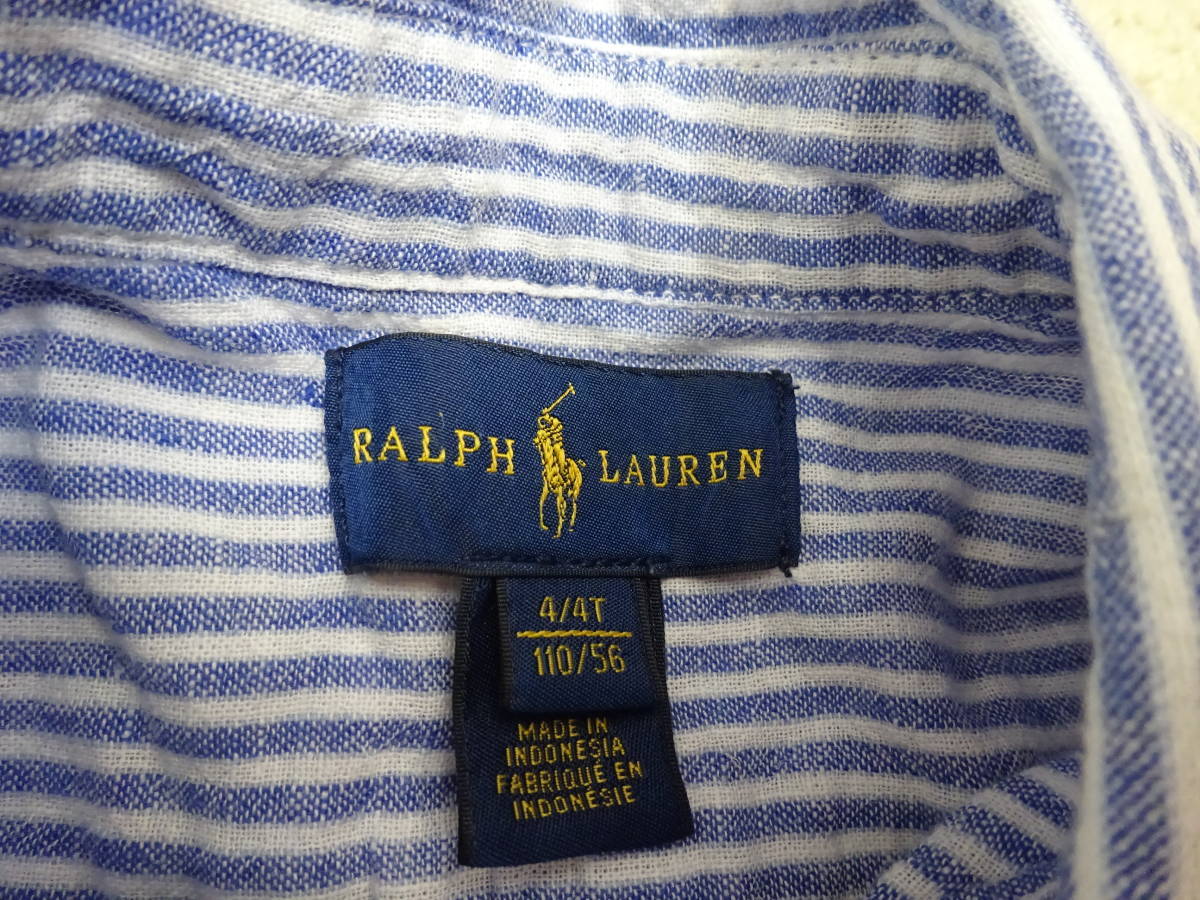 RALPH LAUREN
4/4T
110/56
MADE IN
INDONESIA
FABRIQUÉ EN
INDONÉSIE